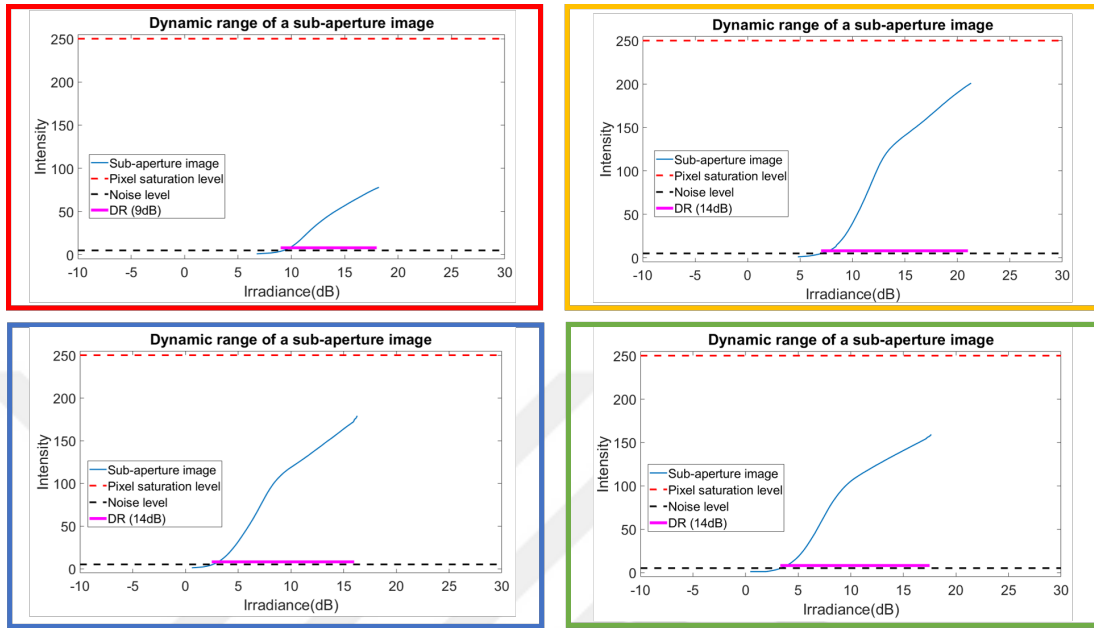 Dynamic range of a sub-aperture image
250
200
150
100
50
0
Intensity
Sub-aperture image
Pixel saturation level
Noise level
DR (9dB)
-10 -5 0 5 10 15 20 25 30
Irradiance(dB)
Dynamic range of a sub-aperture image
250
200
150
100
50
0
Intensity
Sub-aperture image
Pixel saturation level
Noise level
DR (14dB)
-10 -5 0 5 10 15 20 25 30
Irradiance(dB)
Dynamic range of a sub-aperture image
250
200
150
100
50
0
Intensity
Sub-aperture image
Pixel saturation level
Noise level
DR (14dB)
-10 -5 0 5 10 15 20 25 30
Irradiance(dB)
Dynamic range of a sub-aperture image
250
200
150
100
50
0
Intensity
Sub-aperture image
Pixel saturation level
Noise level
DR (14dB)
-10 -5 0 5 10 15 20 25 30
Irradiance(dB)